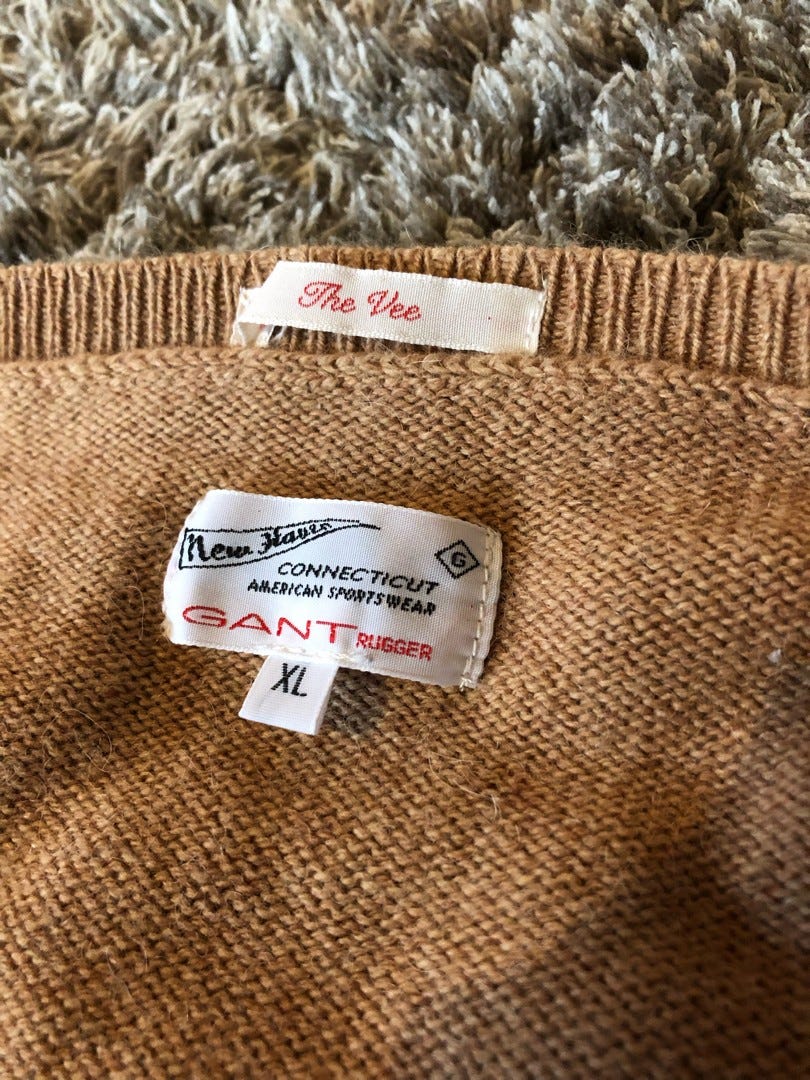 The Vee
New Haven
G
CONNECTICUT
AMERICAN SPORTSWEAR
GANT RUGGER
XL